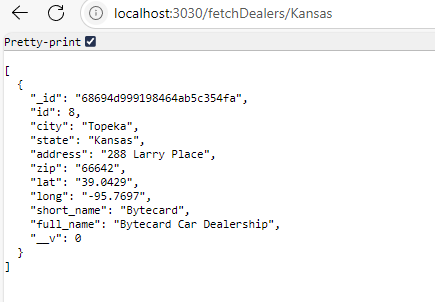 localhost:3030/fetchDealers/Kansas
Pretty-print
[
  {
    "_id": "68694d999198464ab5c354fa",
    "id": 8,
    "city": "Topeka",
    "state": "Kansas",
    "address": "288 Larry Place",
    "zip": "66642",
    "lat": "39.0429",
    "long": "-95.7697",
    "short_name": "Bytecard",
    "full_name": "Bytecard Car Dealership",
    "__v": 0
  }
]